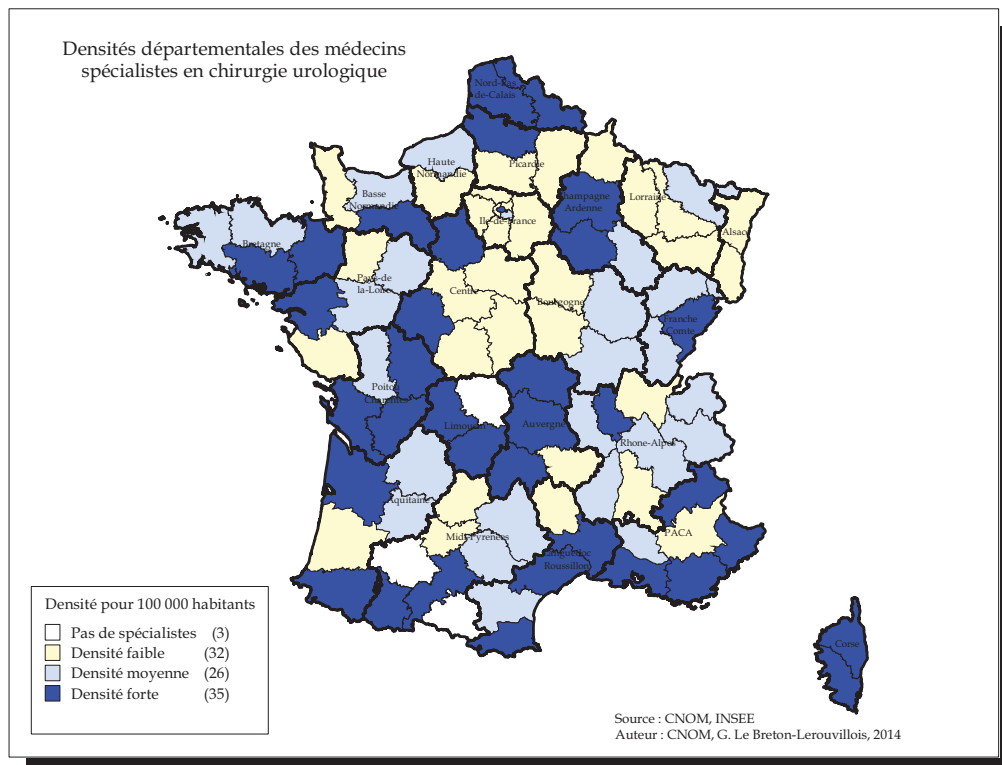 Densités départementales des médecins
spécialistes en chirurgie urologique
Nord-Pas
de-Calais
Haute
Normandie
Picardie
Basse
Normandie
Champagne
Ardenne
Lorraine
Ile-de-France
Alsace
Bretagne
Pays-de
la-Loire
Centre
Bourgogne
Franche
Comte
Poitou
Charentes
Limousin
Auvergne
Rhone-Alpes
Aquitaine
Midi-Pyrenees
PACA
Languedoc
Roussillon
Corse
Densité pour 100 000 habitants
Pas de spécialistes (3)
Densité faible (32)
Densité moyenne (26)
Densité forte (35)
Source : CNOM, INSEE
Auteur : CNOM, G. Le Breton-Lerouvillois, 2014